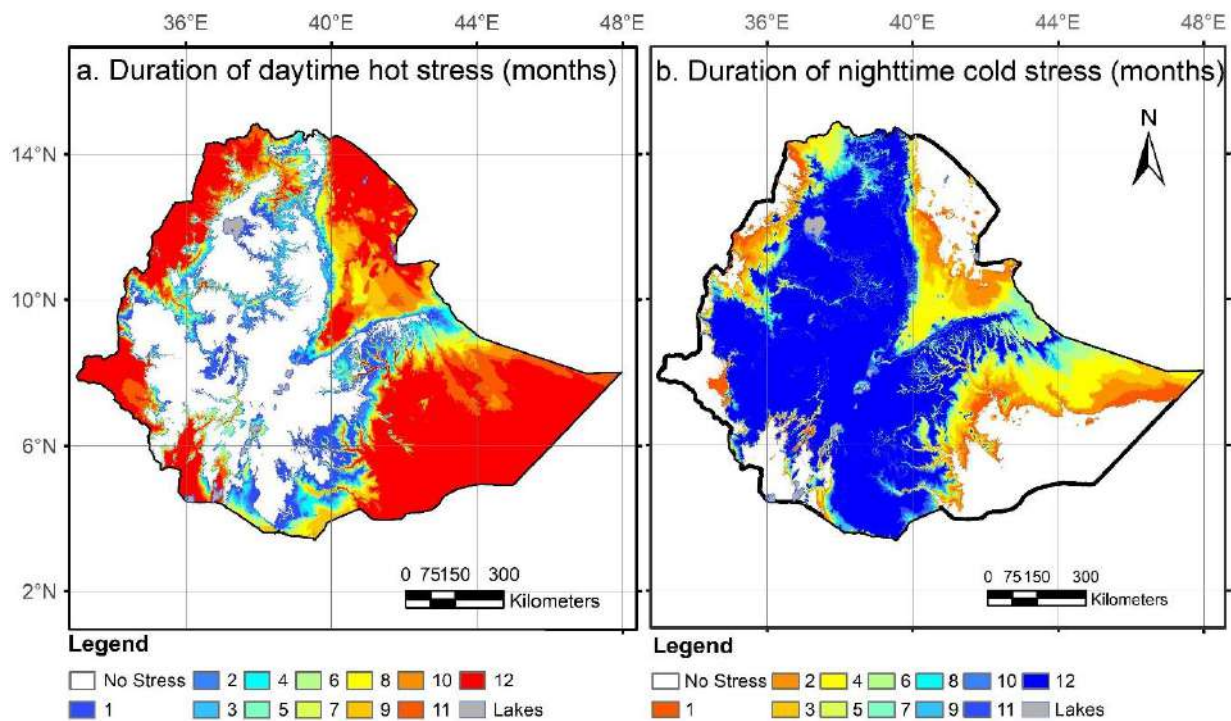 36°E 40°E 44°E 48°E 36°E 40°E 44°E 48°E
a. Duration of daytime hot stress (months)
b. Duration of nighttime cold stress (months)
N
14°N
10°N
6°N
2°N
0 75150 300
Kilometers
0 75 150 300
Kilometers
Legend
No Stress 2 4 6 8 10 12
1 3 5 7 9 11 Lakes
Legend
No Stress 2 4 6 8 10 12
1 3 5 7 9 11 Lakes